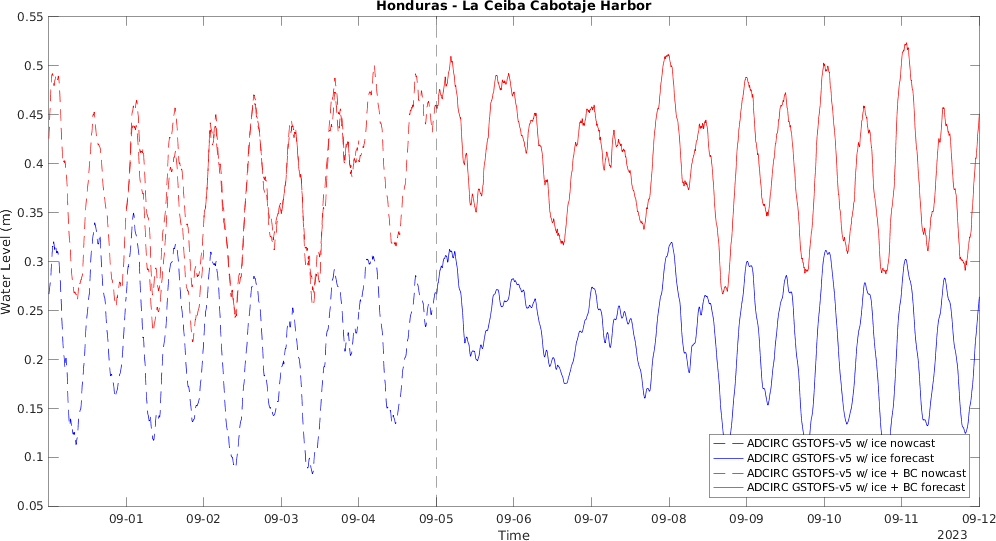 Honduras - La Ceiba Cabotaje Harbor
Water Level (m)
0.55
0.5
0.45
0.4
0.35
0.3
0.25
0.2
0.15
0.1
0.05
ADCIRC GSTOFS-v5 w/ ice nowcast
ADCIRC GSTOFS-v5 w/ ice forecast
ADCIRC GSTOFS-v5 w/ ice + BC nowcast
ADCIRC GSTOFS-v5 w/ ice + BC forecast
09-01 09-02 09-03 09-04 09-05 09-06 09-07 09-08 09-09 09-10 09-11 09-12
Time
2023